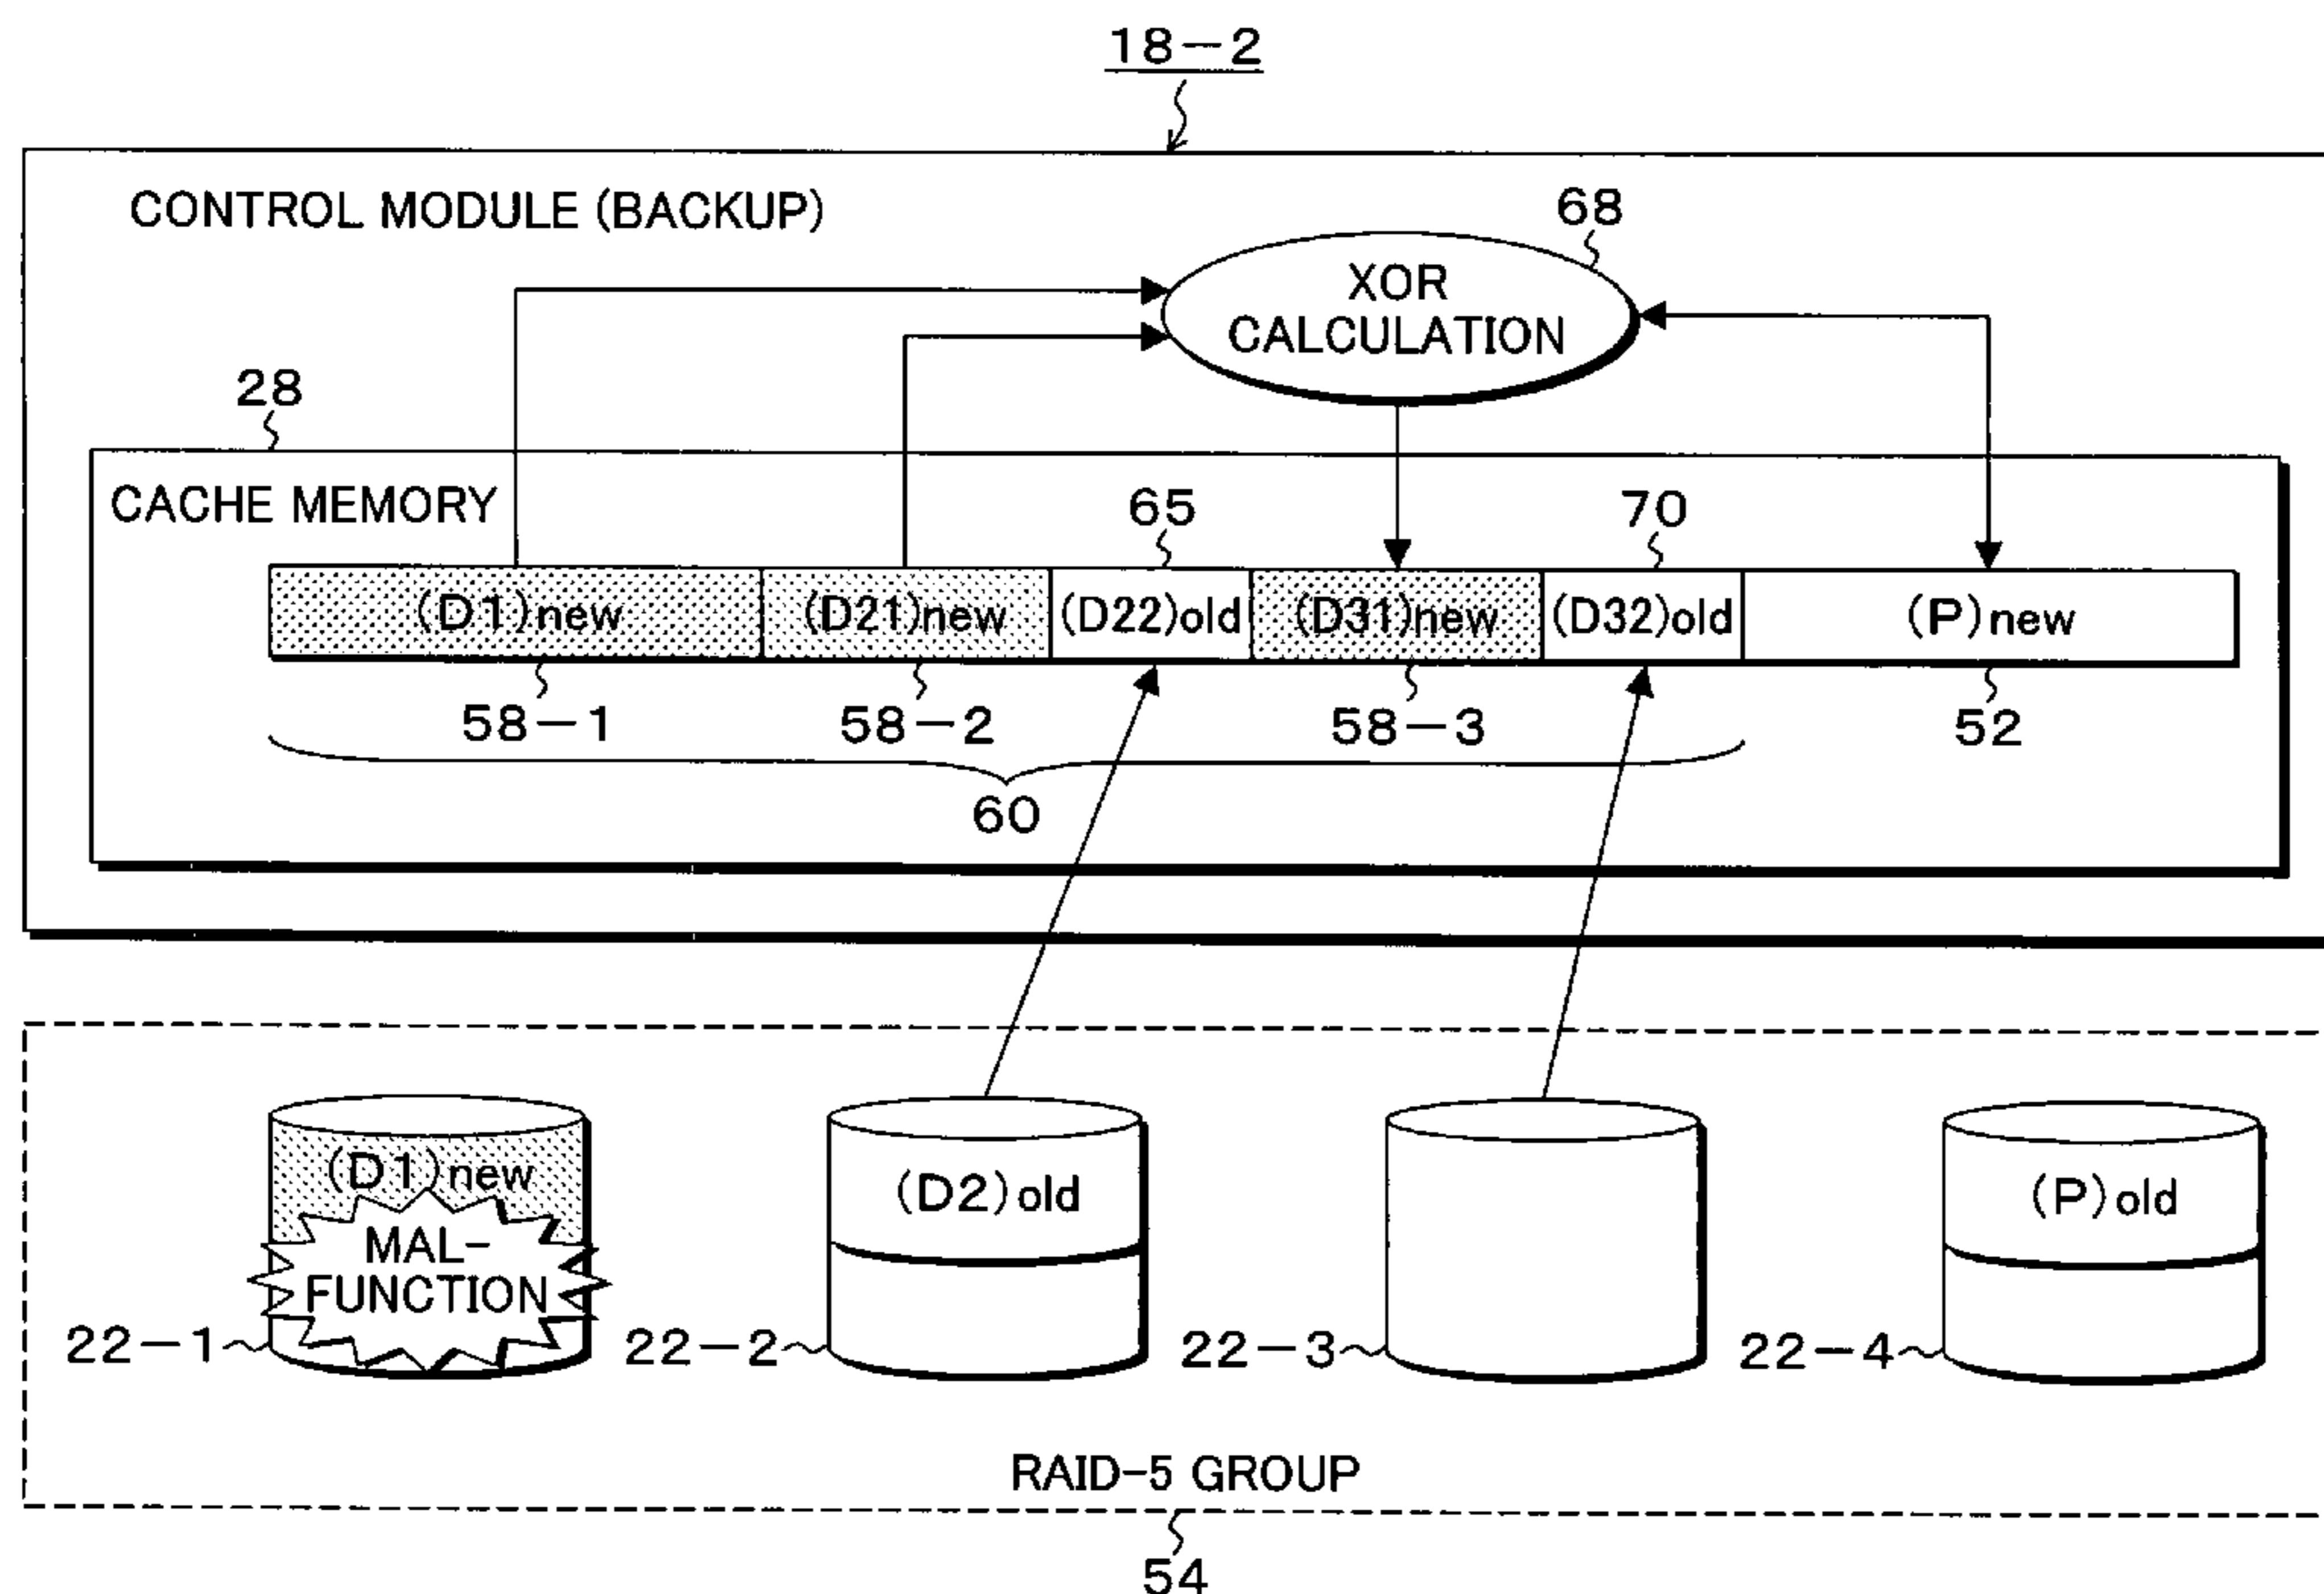 18-2
CONTROL MODULE (BACKUP)
68
XOR
CALCULATION
28
CACHE MEMORY
65
70
(D1)new
(D21)new
(D22)old
(D31)new
(D32)old
(P)new
58-1
58-2
58-3
52
60
(D1)new
MAL-
FUNCTION
(D2)old
(P)old
22-1
22-2
22-3
22-4
RAID-5 GROUP
54